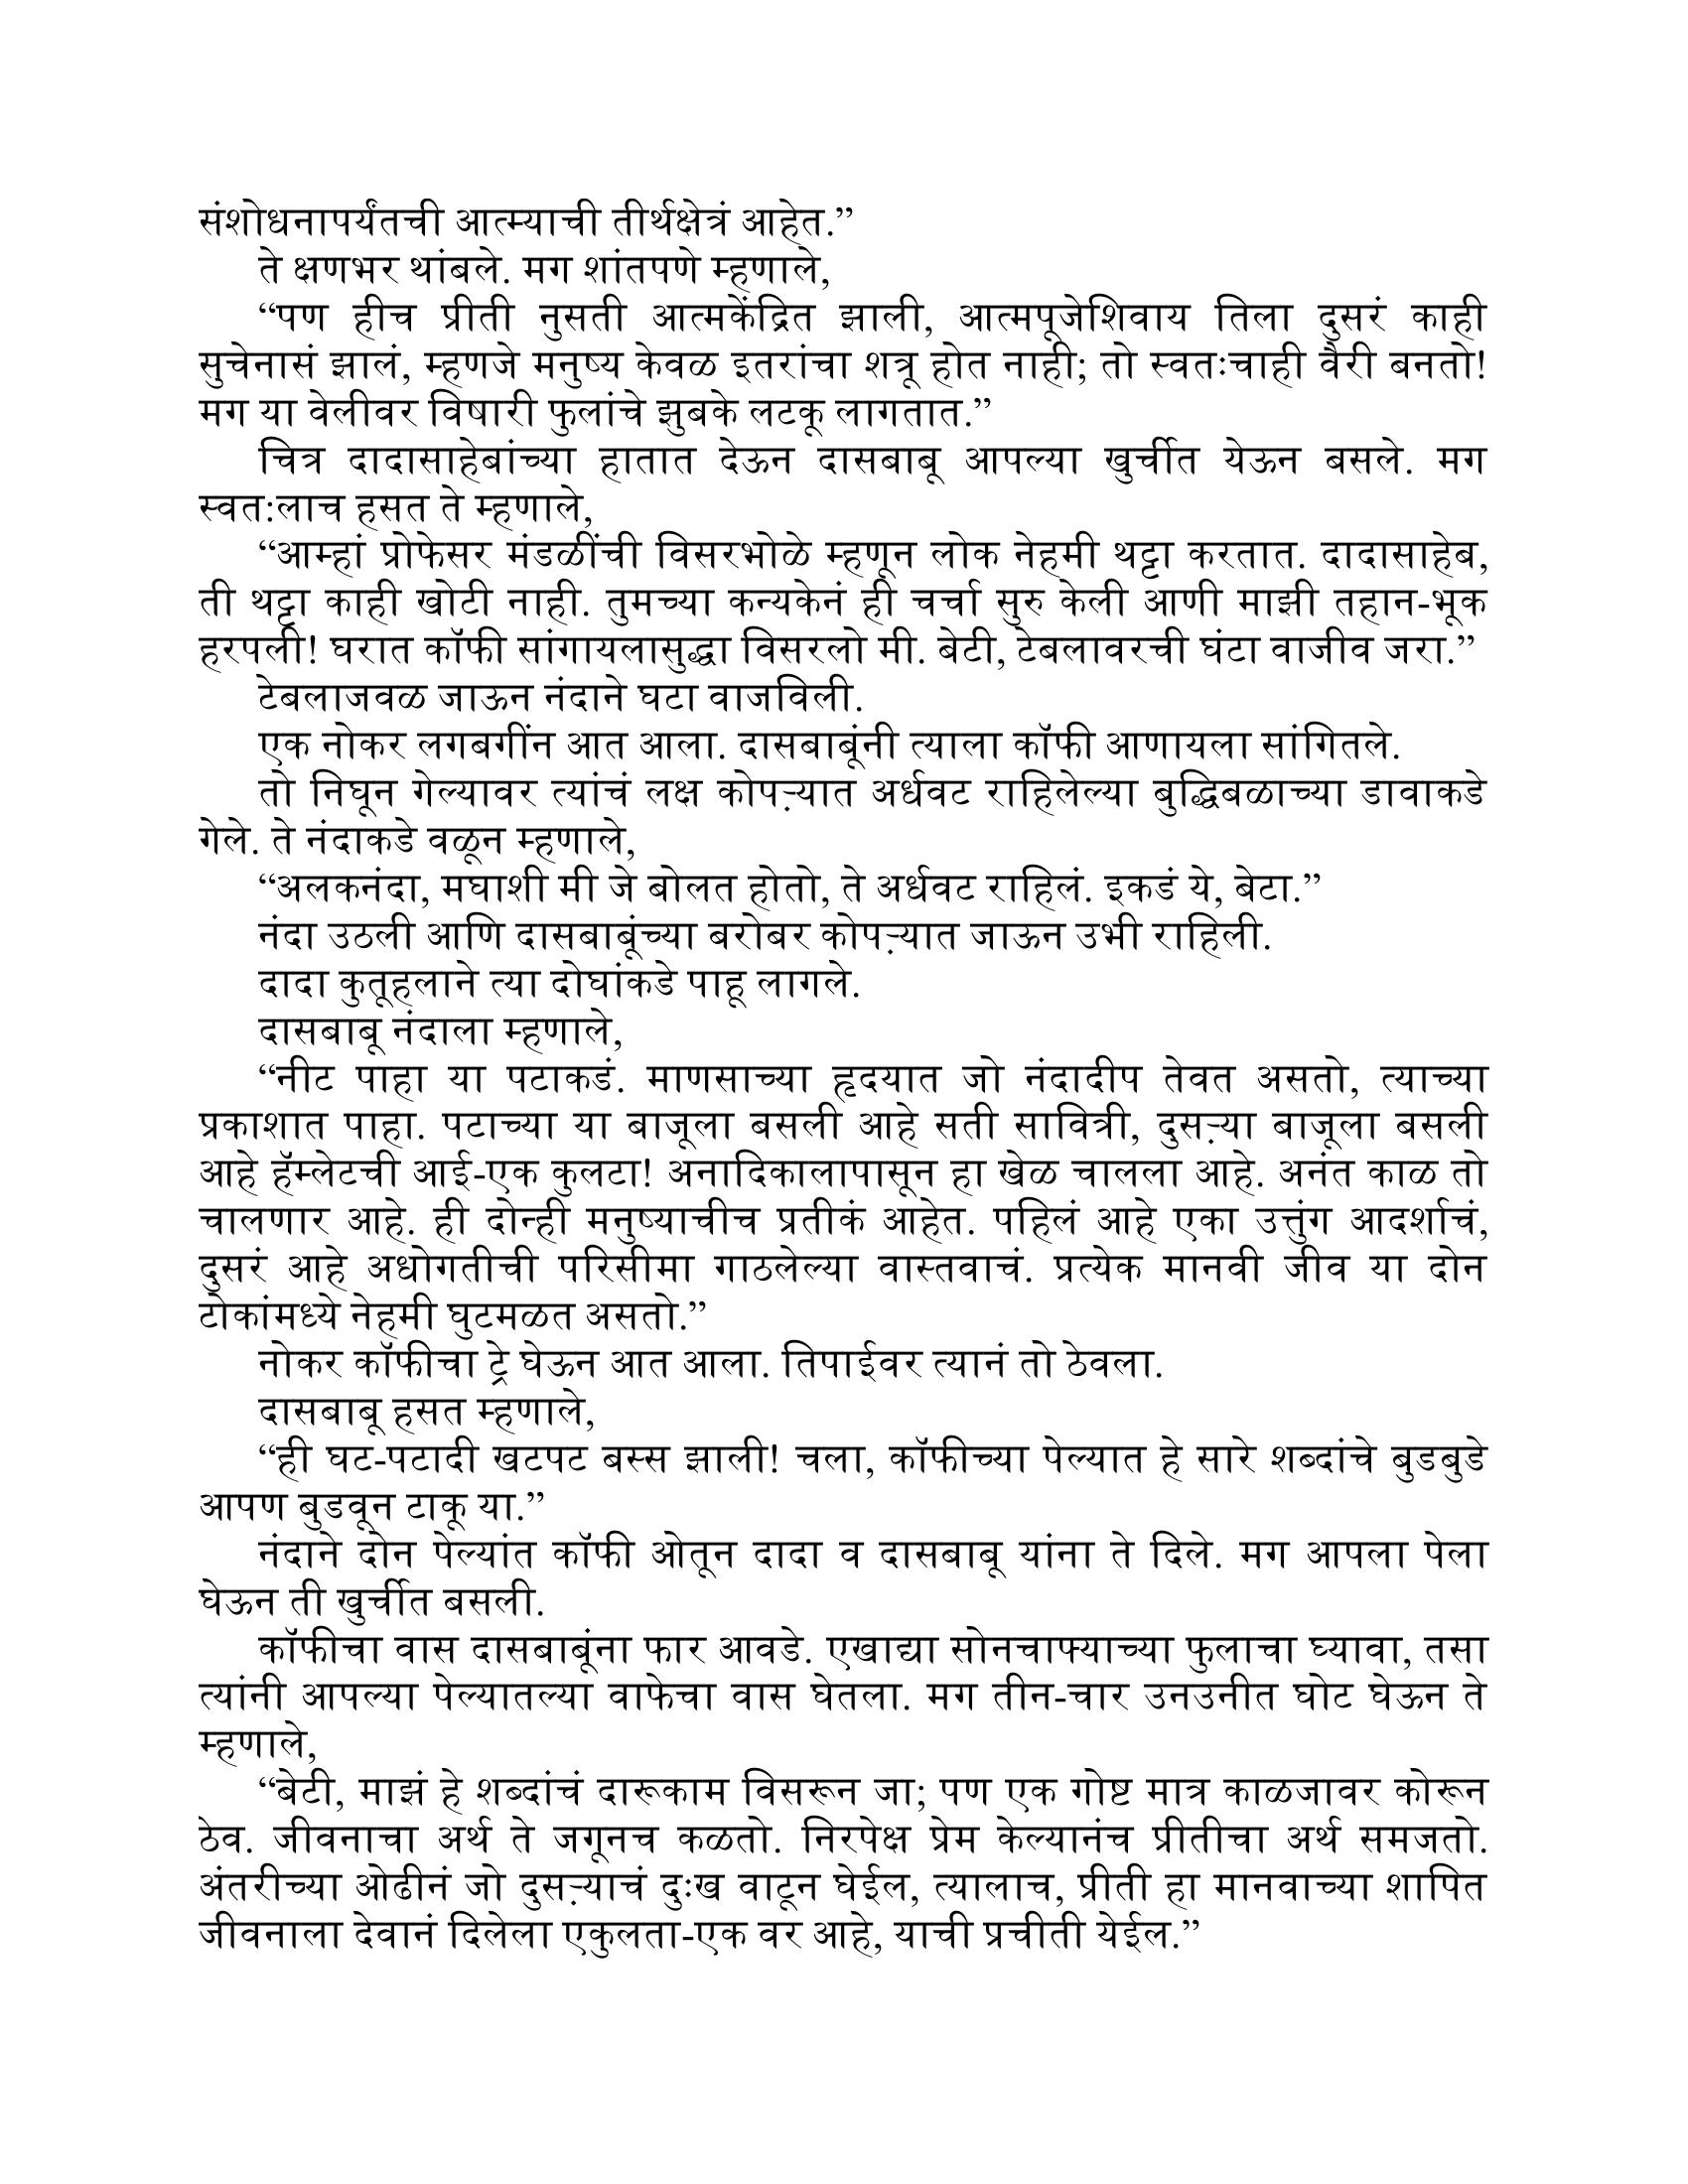 संशोधनापर्यंतची आत्म्याची तीर्थक्षेत्रं आहेत.”
ते क्षणभर थांबले. मग शांतपणे म्हणाले,
“पण हीच प्रीती नुसती आत्मकेंद्रित झाली, आत्मपूजेशिवाय तिला दुसरं काही
सुचेनासं झालं, म्हणजे मनुष्य केवळ इतरांचा शत्रू होत नाही; तो स्वतःचाही वैरी बनतो!
मग या वेलीवर विषारी फुलांचे झुबके लटकू लागतात.”
चित्र दादासाहेबांच्या हातात देऊन दासबाबू आपल्या खुर्चीत येऊन बसले. मग
स्वत:लाच हसत ते म्हणाले,
“आम्हां प्रोफेसर मंडळींची विसरभोळे म्हणून लोक नेहमी थट्टा करतात. दादासाहेब,
ती थट्टा काही खोटी नाही. तुमच्या कन्यकेनं ही चर्चा सुरु केली आणी माझी तहान-भूक
हरपली! घरात कॉफी सांगायलासुद्धा विसरलो मी. बेटी, टेबलावरची घंटा वाजीव जरा.”
टेबलाजवळ जाऊन नंदाने घटा वाजविली.
एक नोकर लगबगींन आत आला. दासबाबूंनी त्याला कॉफी आणायला सांगितले.
तो निघून गेल्यावर त्यांचं लक्ष कोपऱ्यात अर्धवट राहिलेल्या बुद्धिबळाच्या डावाकडे
गेले. ते नंदाकडे वळून म्हणाले,
“अलकनंदा, मघाशी मी जे बोलत होतो, ते अर्धवट राहिलं. इकडं ये, बेटा.”
नंदा उठली आणि दासबाबूंच्या बरोबर कोपऱ्यात जाऊन उभी राहिली.
दादा कुतूहलाने त्या दोघांकडे पाहू लागले.
दासबाबू नंदाला म्हणाले,
“नीट पाहा या पटाकडं. माणसाच्या हृदयात जो नंदादीप तेवत असतो, त्याच्या
प्रकाशात पाहा. पटाच्या या बाजूला बसली आहे सती सावित्री, दुसऱ्या बाजूला बसली
आहे हॅम्लेटची आई-एक कुलटा! अनादिकालापासून हा खेळ चालला आहे. अनंत काळ तो
चालणार आहे. ही दोन्ही मनुष्याचीच प्रतीकं आहेत. पहिलं आहे एका उत्तुंग आदर्शाचं,
दुसरं आहे अधोगतीची परिसीमा गाठलेल्या वास्तवाचं. प्रत्येक मानवी जीव या दोन
टोकांमध्ये नेहमी घुटमळत असतो.”
नोकर कॉफीचा ट्रे घेऊन आत आला. तिपाईवर त्यानं तो ठेवला.
दासबाबू हसत म्हणाले,
“ही घट-पटादी खटपट बस्स झाली! चला, कॉफीच्या पेल्यात हे सारे शब्दांचे बुडबुडे
आपण बुडवून टाकू या.”
नंदाने दोन पेल्यांत कॉफी ओतून दादा व दासबाबू यांना ते दिले. मग आपला पेला
घेऊन ती खुर्चीत बसली.
कॉफीचा वास दासबाबूंना फार आवडे. एखाद्या सोनचाफ्याच्या फुलाचा घ्यावा, तसा
त्यांनी आपल्या पेल्यातल्या वाफेचा वास घेतला. मग तीन-चार उनउनीत घोट घेऊन ते
म्हणाले,
“बेटी, माझं हे शब्दांचं दारूकाम विसरून जा; पण एक गोष्ट मात्र काळजावर कोरून
ठेव. जीवनाचा अर्थ ते जगूनच कळतो. निरपेक्ष प्रेम केल्यानंच प्रीतीचा अर्थ समजतो.
अंतरीच्या ओढीनं जो दुसऱ्याचं दुःख वाटून घेईल, त्यालाच, प्रीती हा मानवाच्या शापित
जीवनाला देवानं दिलेला एकुलता-एक वर आहे, याची प्रचीती येईल.”